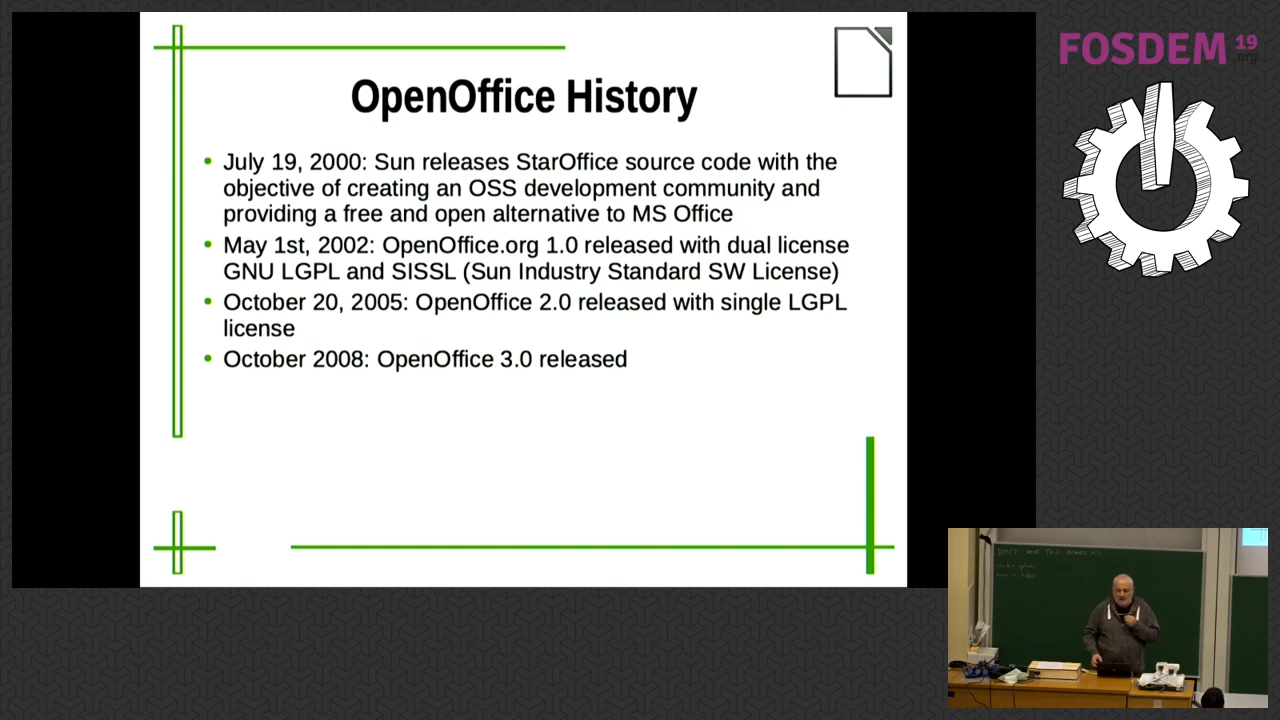 OpenOffice History
• July 19, 2000: Sun releases StarOffice source code with the
objective of creating an OSS development community and
providing a free and open alternative to MS Office
• May 1st, 2002: OpenOffice.org 1.0 released with dual license
GNU LGPL and SISSL (Sun Industry Standard SW License)
• October 20, 2005: OpenOffice 2.0 released with single LGPL
license
• October 2008: OpenOffice 3.0 released
FOSDEM 19
.org
DON'T